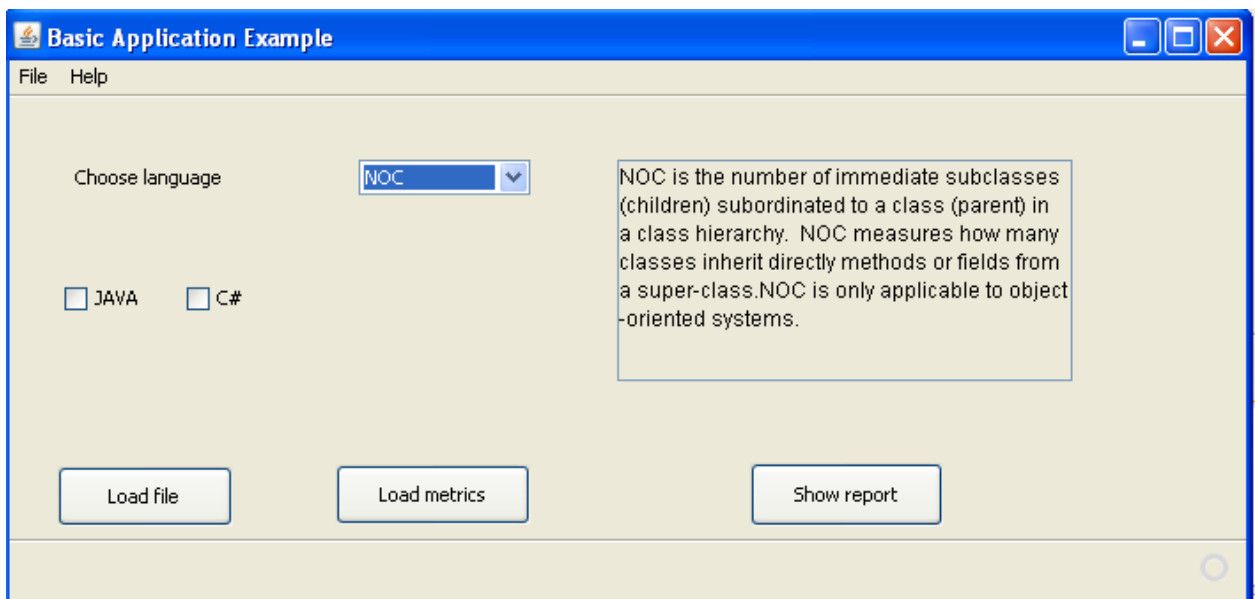 Basic Application Example
File Help
Choose language
NOC
NOC is the number of immediate subclasses
(children) subordinated to a class (parent) in
a class hierarchy.  NOC measures how many
classes inherit directly methods or fields from
a super-class.NOC is only applicable to object
-oriented systems.
JAVA C#
Load file Load metrics Show report